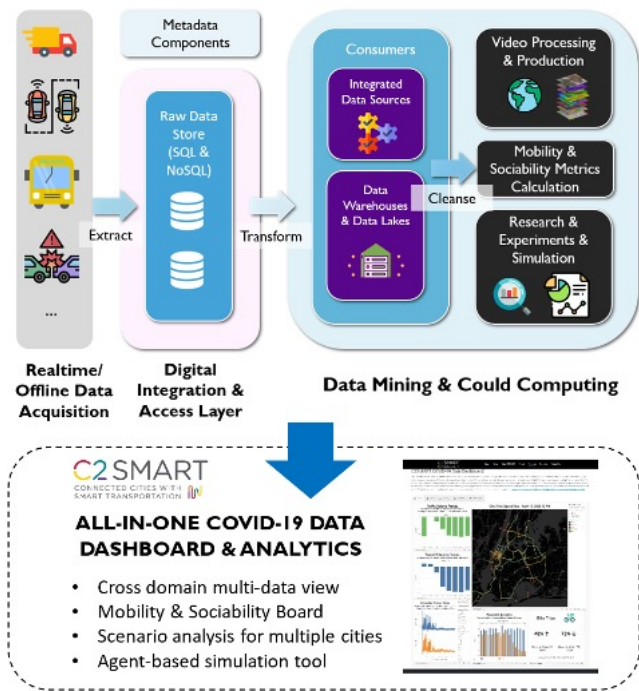 Metadata
Components
Raw Data
Store
(SQL &
NoSQL)
Extract
Transform
Consumers
Integrated
Data Sources
Data
Warehouses
& Data Lakes
Cleanse
Video Processing
& Production
Mobility &
Sociability Metrics
Calculation
Research &
Experiments &
Simulation
...
Realtime/
Offline Data
Acquisition
Digital
Integration &
Access Layer
Data Mining & Could Computing
C2SMART
CONNECTED CITIES WITH
SMART TRANSPORTATION
ALL-IN-ONE COVID-19 DATA
DASHBOARD & ANALYTICS
• Cross domain multi-data view
• Mobility & Sociability Board
• Scenario analysis for multiple cities
• Agent-based simulation tool
C2SMART
Bike Trips